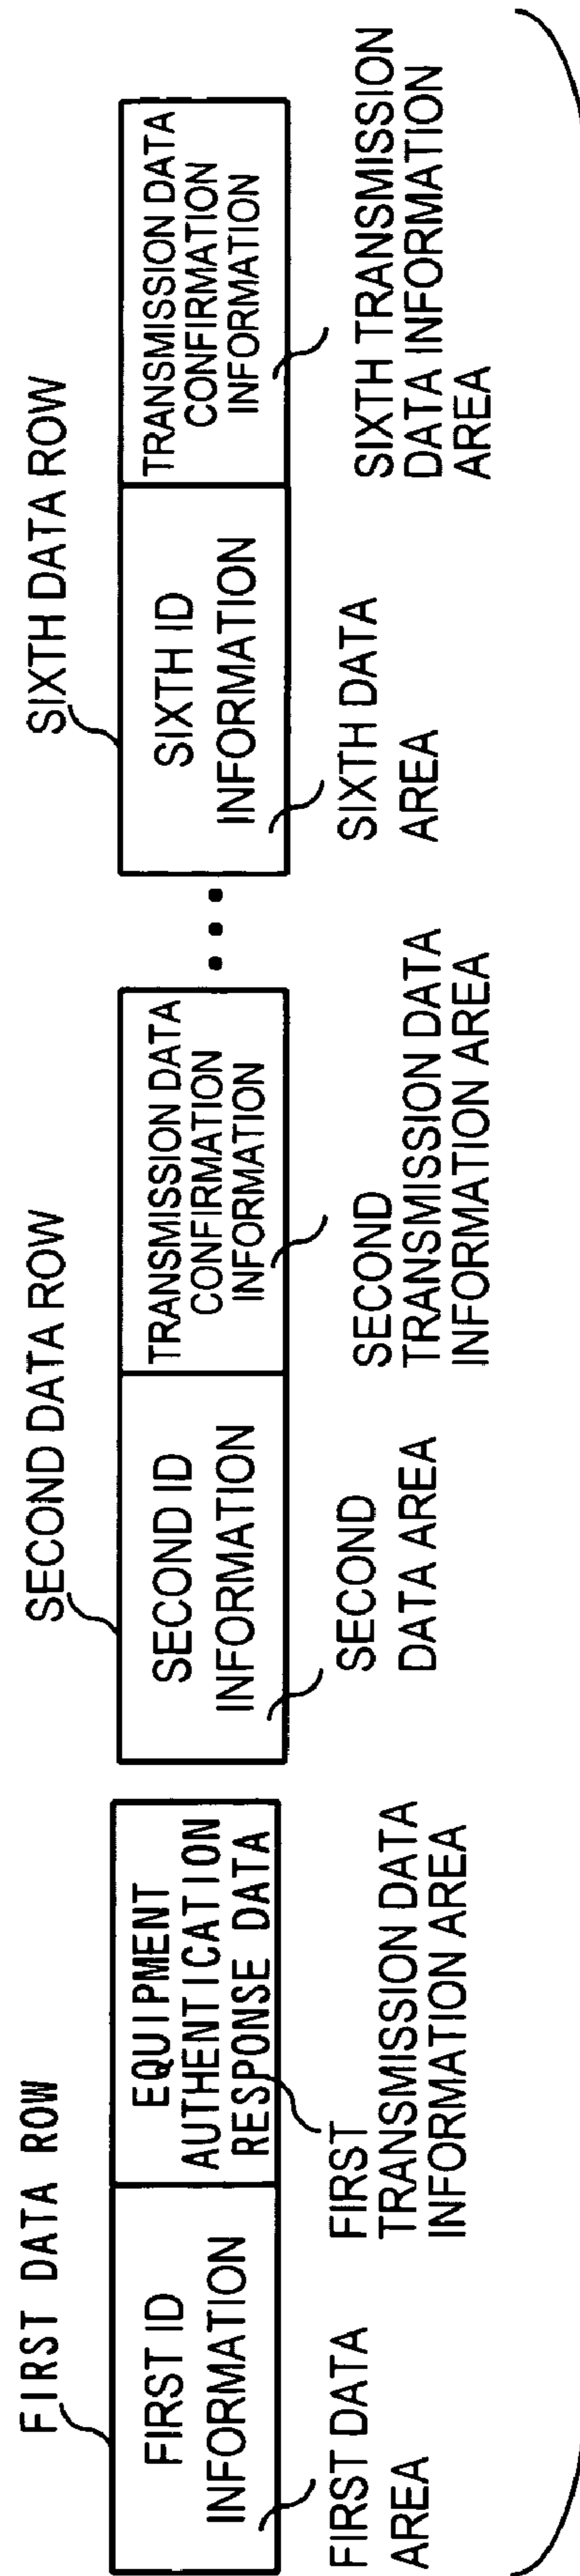 FIRST DATA ROW
FIRST ID
INFORMATION
EQUIPMENT
AUTHENTICATION
RESPONSE DATA
FIRST DATA
AREA
FIRST
TRANSMISSION DATA
INFORMATION AREA
SECOND DATA ROW
SECOND ID
INFORMATION
TRANSMISSION DATA
CONFIRMATION
INFORMATION
SECOND
DATA AREA
SECOND
TRANSMISSION DATA
INFORMATION AREA
...
SIXTH DATA ROW
SIXTH ID
INFORMATION
TRANSMISSION DATA
CONFIRMATION
INFORMATION
SIXTH DATA
AREA
SIXTH TRANSMISSION
DATA INFORMATION
AREA